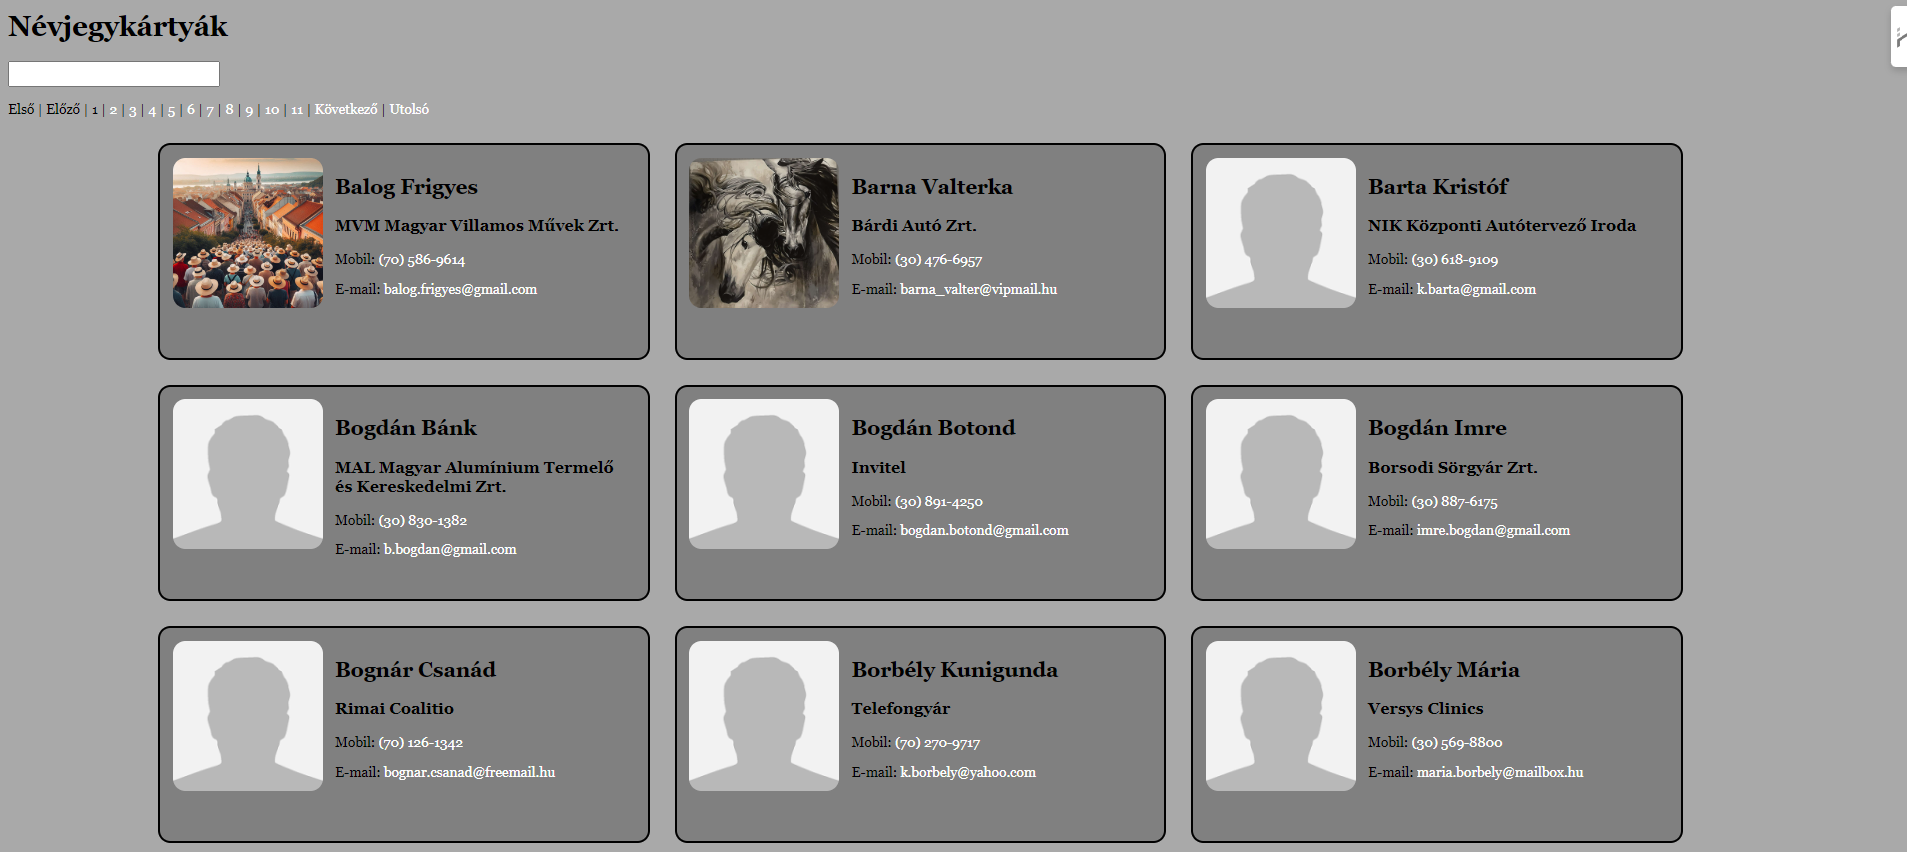 Névjegykártyák
Első | Előző | 1 | 2 | 3 | 4 | 5 | 6 | 7 | 8 | 9 | 10 | 11 | Következő | Utolsó
Balog Frigyes
MVM Magyar Villamos Művek Zrt.
Mobil: (70) 586-9614
E-mail: balog.frigyes@gmail.com
Barna Valterka
Bárdi Autó Zrt.
Mobil: (30) 476-6957
E-mail: barna_valter@vipmail.hu
Barta Kristóf
NIK Központi Autótervező Iroda
Mobil: (30) 618-9109
E-mail: k.barta@gmail.com
Bogdán Bánk
MAL Magyar Alumínium Termelő
és Kereskedelmi Zrt.
Mobil: (30) 830-1382
E-mail: b.bogdan@gmail.com
Bogdán Botond
Invitel
Mobil: (30) 891-4250
E-mail: bogdan.botond@gmail.com
Bogdán Imre
Borsodi Sörgyár Zrt.
Mobil: (30) 887-6175
E-mail: imre.bogdan@gmail.com
Bognár Csanád
Rimai Coalitio
Mobil: (70) 126-1342
E-mail: bognar.csanad@freemail.hu
Borbély Kunigunda
Telefongyár
Mobil: (70) 270-9717
E-mail: k.borbely@yahoo.com
Borbély Mária
Versys Clinics
Mobil: (30) 569-8800
E-mail: maria.borbely@mailbox.hu